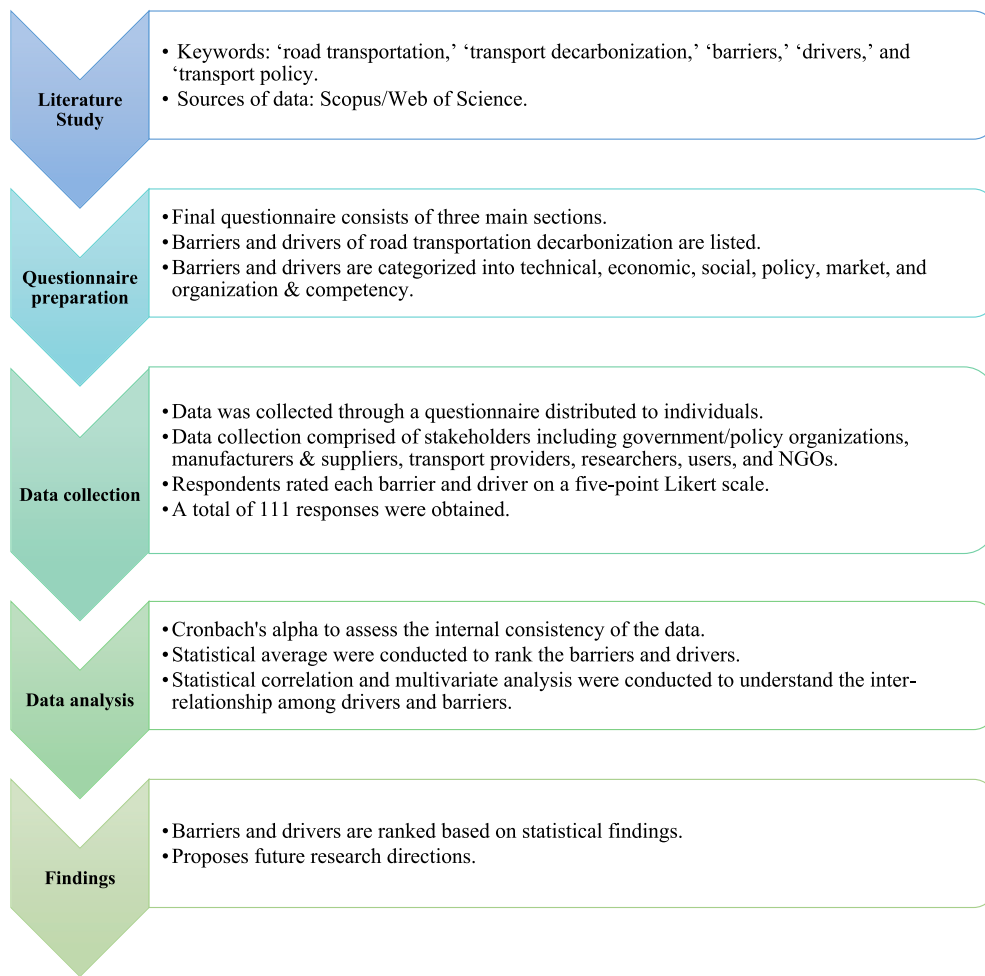 Literature
Study
• Keywords: ‘road transportation,’ ‘transport decarbonization,’ ‘barriers,’ ‘drivers,’ and
‘transport policy.
• Sources of data: Scopus/Web of Science.
Questionnaire
preparation
•Final questionnaire consists of three main sections.
•Barriers and drivers of road transportation decarbonization are listed.
•Barriers and drivers are categorized into technical, economic, social, policy, market, and
organization & competency.
Data collection
•Data was collected through a questionnaire distributed to individuals.
•Data collection comprised of stakeholders including government/policy organizations,
manufacturers & suppliers, transport providers, researchers, users, and NGOs.
•Respondents rated each barrier and driver on a five-point Likert scale.
•A total of 111 responses were obtained.
Data analysis
•Cronbach's alpha to assess the internal consistency of the data.
•Statistical average were conducted to rank the barriers and drivers.
•Statistical correlation and multivariate analysis were conducted to understand the inter-
relationship among drivers and barriers.
Findings
•Barriers and drivers are ranked based on statistical findings.
•Proposes future research directions.